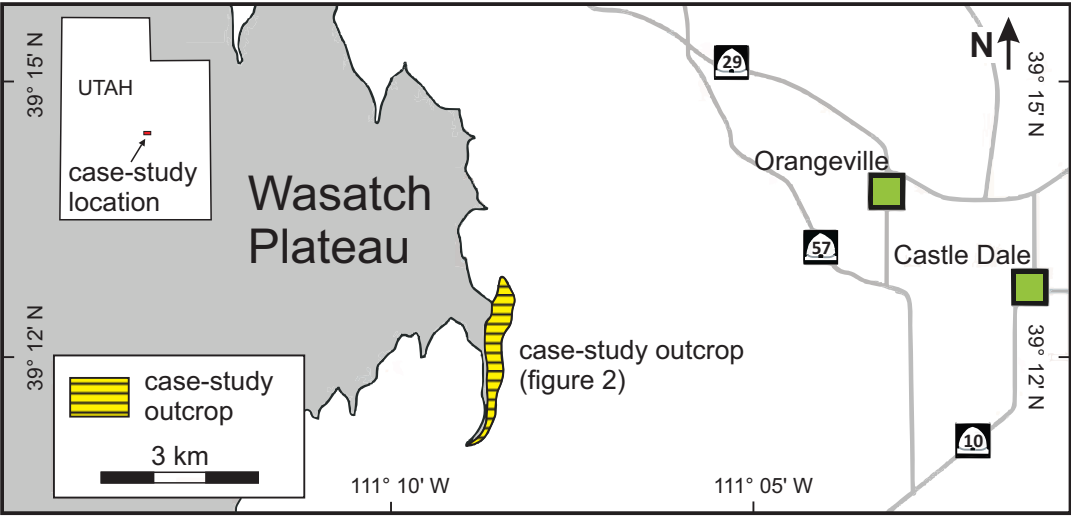 39° 15' N
UTAH
case-study
location
Wasatch
Plateau
29
N
39° 15' N
Orangeville
57
Castle Dale
39° 12' N
case-study outcrop
(figure 2)
39° 12' N
case-study
outcrop
3 km
10
111° 10' W
111° 05' W